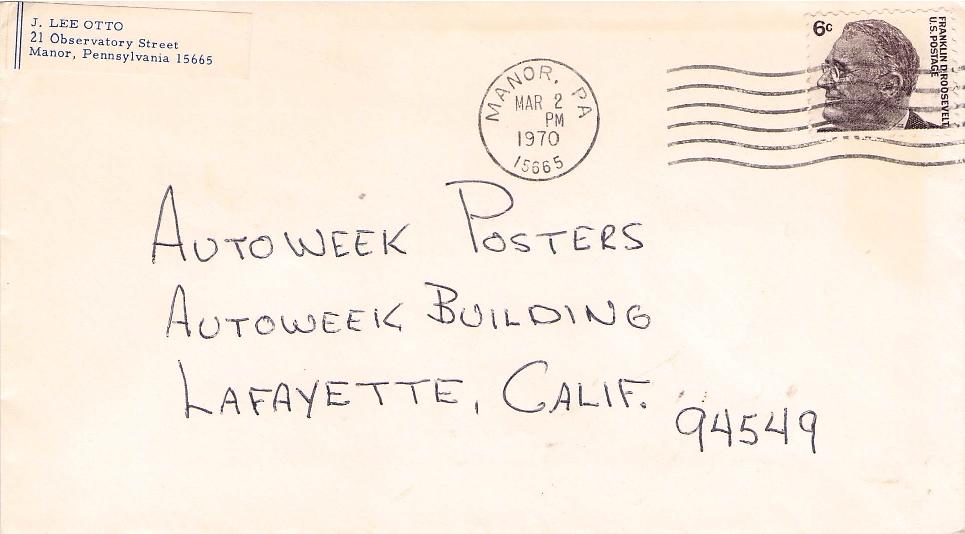 J. LEE OTTO
21 Observatory Street
Manor, Pennsylvania 15665
MANOR, PA
MAR 2
PM
1970
15665
6c
FRANKLIN D. ROOSEVELT
U.S. POSTAGE
AUTOWEEK POSTERS
AUTOWEEK BUILDING
LAFAYETTE, CALIF.
94549